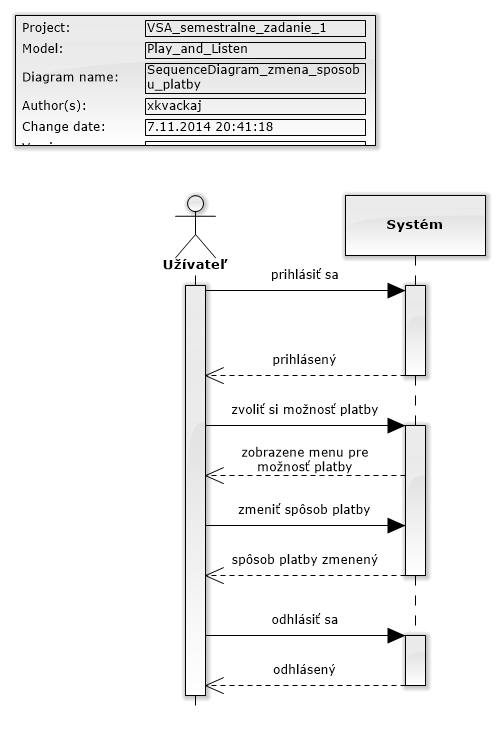 Project: VSA_semestralne_zadanie_1
Model: Play_and_Listen
Diagram name: SequenceDiagram_zmena_sposob
u_platby
Author(s): xkvackaj
Change date: 7.11.2014 20:41:18
Užívateľ
Systém
prihlásiť sa
prihlásený
zvoliť si možnosť platby
zobrazene menu pre
možnosť platby
zmeniť spôsob platby
spôsob platby zmenený
odhlásiť sa
odhlásený